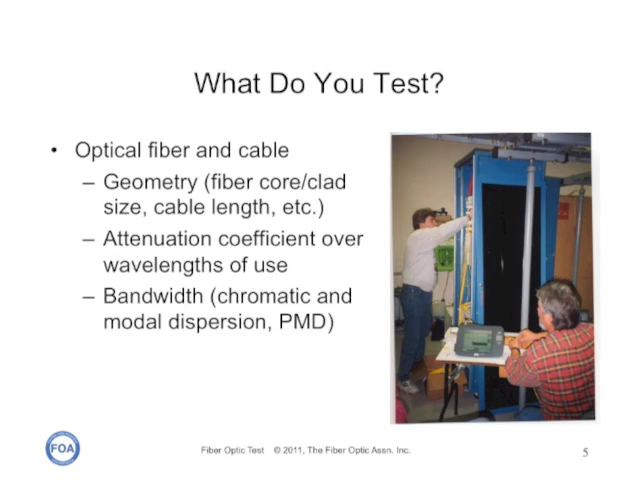 What Do You Test?
• Optical fiber and cable
– Geometry (fiber core/clad
size, cable length, etc.)
– Attenuation coefficient over
wavelengths of use
– Bandwidth (chromatic and
modal dispersion, PMD)
FOA
Fiber Optic Test © 2011, The Fiber Optic Assn. Inc.
5